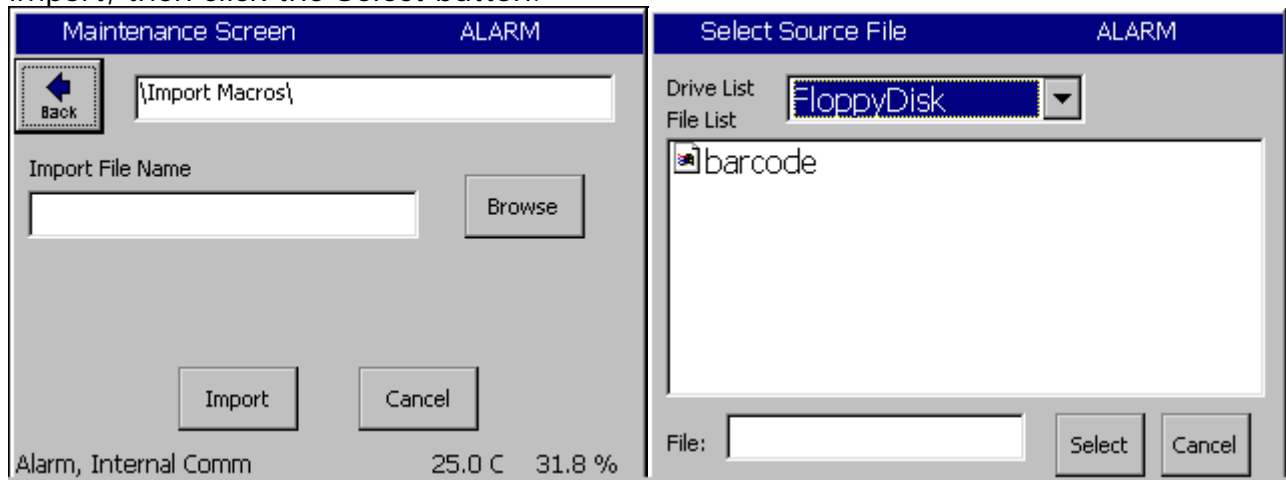 import, then click the Select button.
Maintenance Screen ALARM
Back
\Import Macros\
Import File Name
Browse
Import Cancel
Alarm, Internal Comm 25.0 C 31.8 %
Select Source File ALARM
Drive List FloppyDisk
File List
barcode
File:
Select Cancel